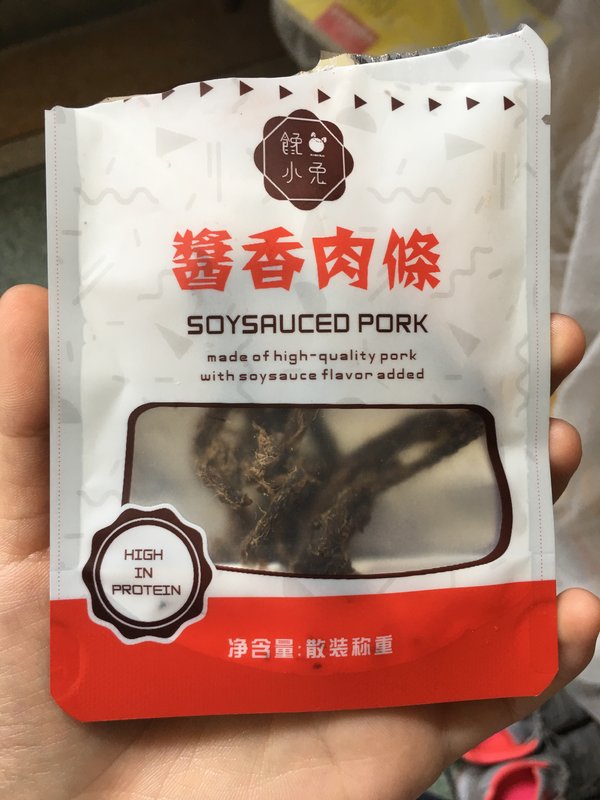 馋
小兔
醬香肉條
SOYSAUCED PORK
made of high-quality pork
with soysauce flavor added
HIGH
IN
PROTEIN
净含量:散装称重